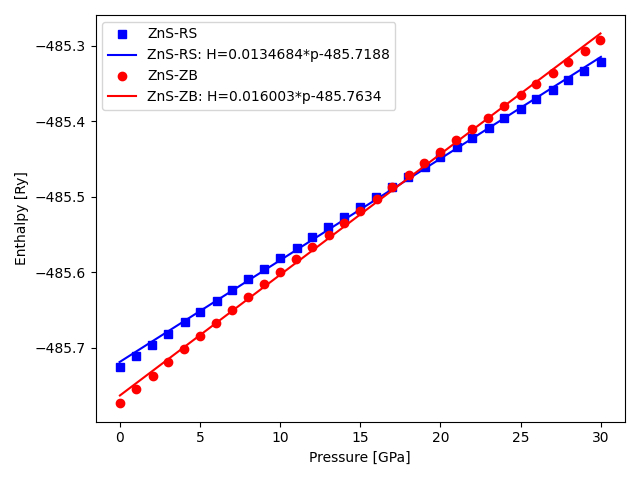 ZnS-RS
ZnS-RS: H=0.0134684*p-485.7188
ZnS-ZB
ZnS-ZB: H=0.016003*p-485.7634
Enthalpy [Ry]
−485.3
−485.4
−485.5
−485.6
−485.7
0 5 10 15 20 25 30
Pressure [GPa]